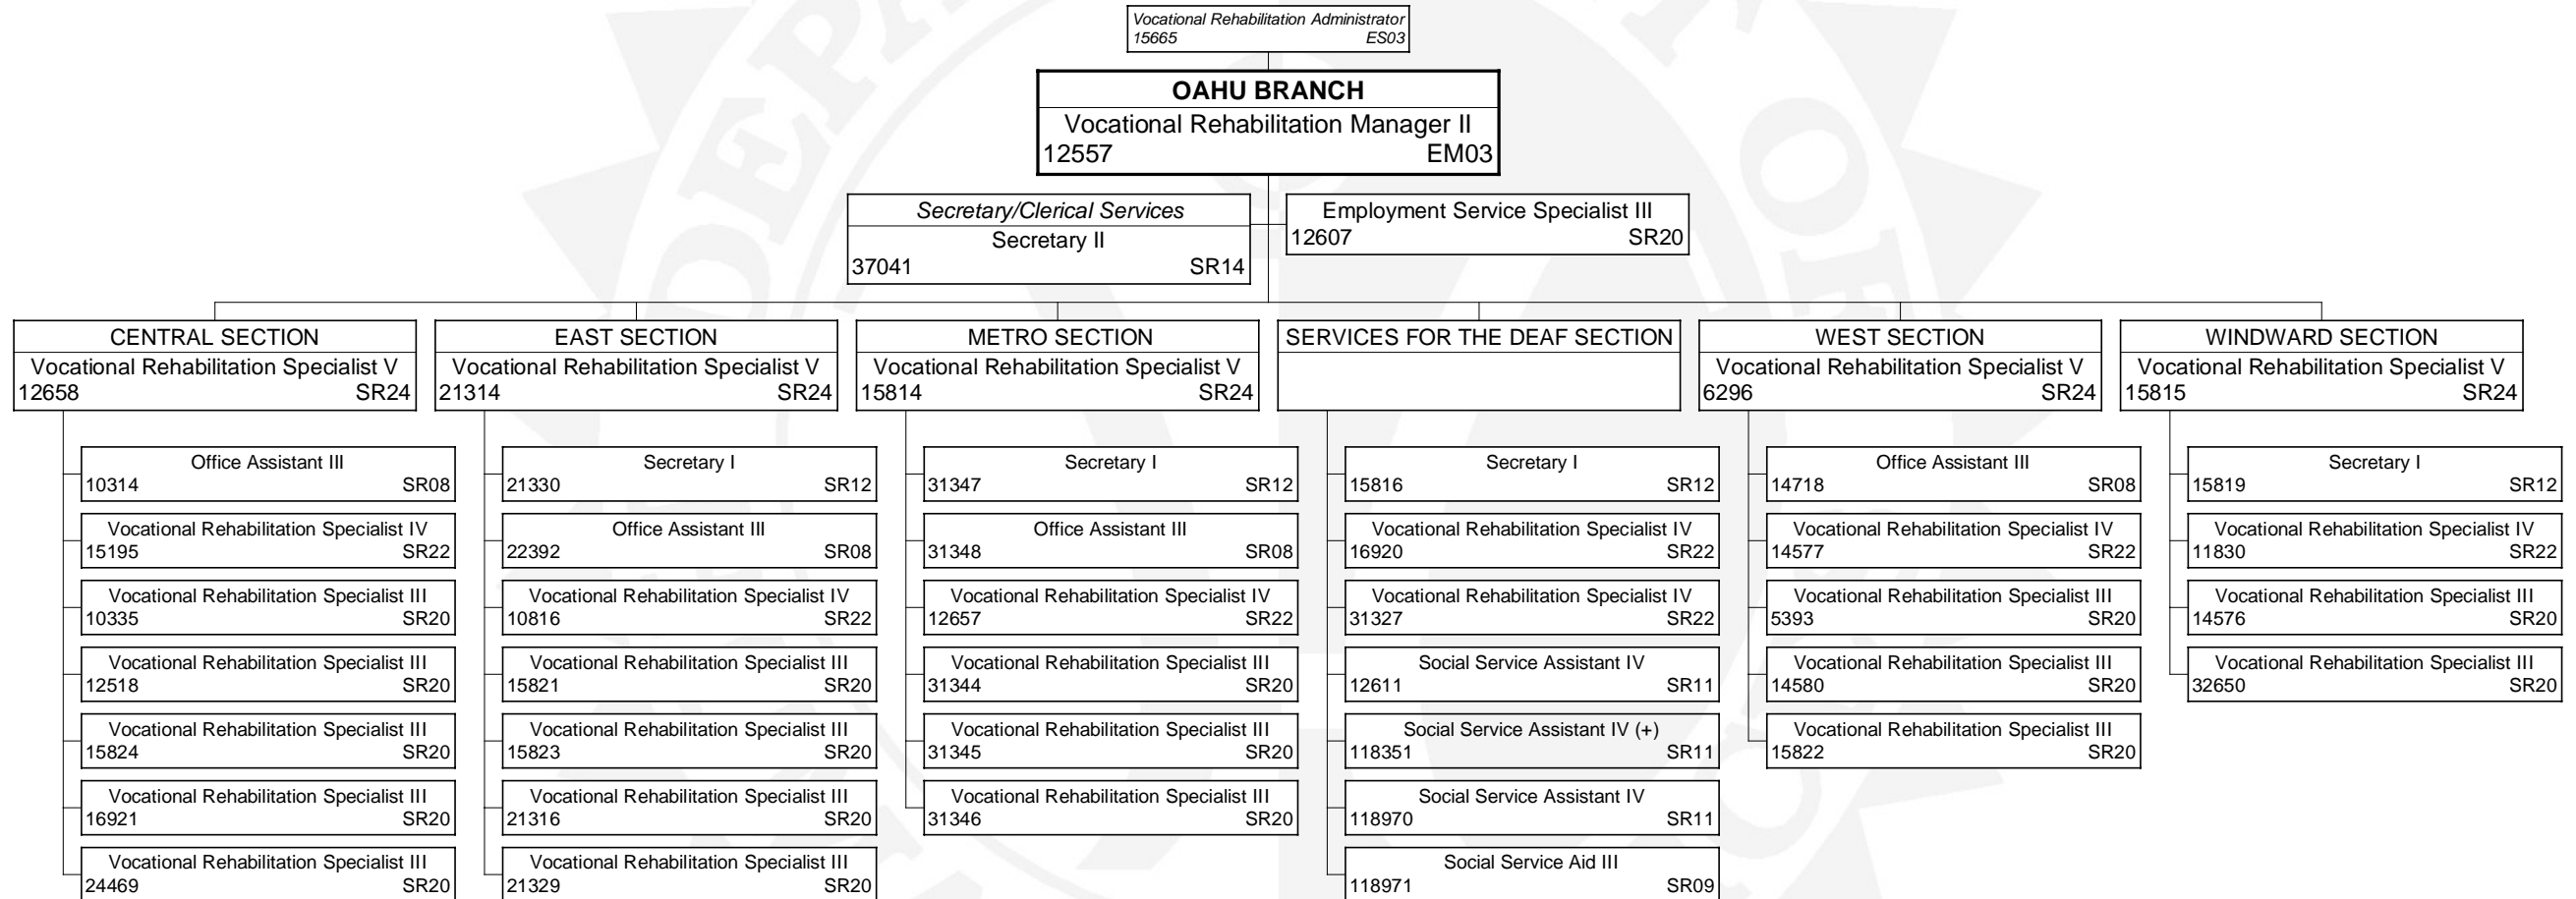 Vocational Rehabilitation Administrator
15665 ES03
OAHU BRANCH
Vocational Rehabilitation Manager II
12557 EM03
Secretary/Clerical Services
Secretary II
37041 SR14
Employment Service Specialist III
12607 SR20
CENTRAL SECTION
Vocational Rehabilitation Specialist V
12658 SR24
Office Assistant III
10314 SR08
Vocational Rehabilitation Specialist IV
15195 SR22
Vocational Rehabilitation Specialist III
10335 SR20
Vocational Rehabilitation Specialist III
12518 SR20
Vocational Rehabilitation Specialist III
15824 SR20
Vocational Rehabilitation Specialist III
16921 SR20
Vocational Rehabilitation Specialist III
24469 SR20
EAST SECTION
Vocational Rehabilitation Specialist V
21314 SR24
Secretary I
21330 SR12
Office Assistant III
22392 SR08
Vocational Rehabilitation Specialist IV
10816 SR22
Vocational Rehabilitation Specialist III
15821 SR20
Vocational Rehabilitation Specialist III
15823 SR20
Vocational Rehabilitation Specialist III
21316 SR20
Vocational Rehabilitation Specialist III
21329 SR20
METRO SECTION
Vocational Rehabilitation Specialist V
15814 SR24
Secretary I
31347 SR12
Office Assistant III
31348 SR08
Vocational Rehabilitation Specialist IV
12657 SR22
Vocational Rehabilitation Specialist III
31344 SR20
Vocational Rehabilitation Specialist III
31345 SR20
Vocational Rehabilitation Specialist III
31346 SR20
SERVICES FOR THE DEAF SECTION
Secretary I
15816 SR12
Vocational Rehabilitation Specialist IV
16920 SR22
Vocational Rehabilitation Specialist IV
31327 SR22
Social Service Assistant IV
12611 SR11
Social Service Assistant IV (+)
118351 SR11
Social Service Assistant IV
118970 SR11
Social Service Aid III
118971 SR09
WEST SECTION
Vocational Rehabilitation Specialist V
6296 SR24
Office Assistant III
14718 SR08
Vocational Rehabilitation Specialist IV
14577 SR22
Vocational Rehabilitation Specialist III
5393 SR20
Vocational Rehabilitation Specialist III
14580 SR20
Vocational Rehabilitation Specialist III
15822 SR20
WINDWARD SECTION
Vocational Rehabilitation Specialist V
15815 SR24
Secretary I
15819 SR12
Vocational Rehabilitation Specialist IV
11830 SR22
Vocational Rehabilitation Specialist III
14576 SR20
Vocational Rehabilitation Specialist III
32650 SR20